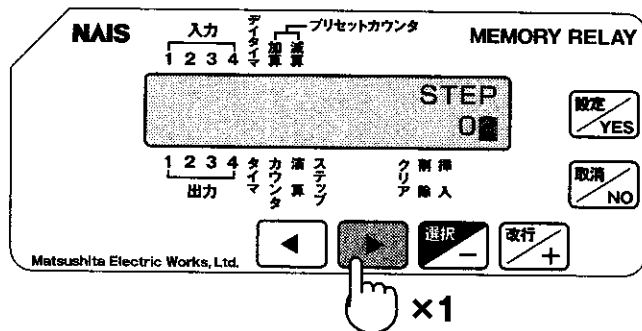 NAIS
入力
1 2 3 4
デイタイマ
加算
減算
プリセットカウンタ
MEMORY RELAY
STEP
0
設定/YES
1 2 3 4
出力
タイマ
カウンタ
演算
ステップ
クリア
削除
挿入
取消/NO
◀
▶
選択/−
改行/+
Matsushita Electric Works, Ltd.
×1